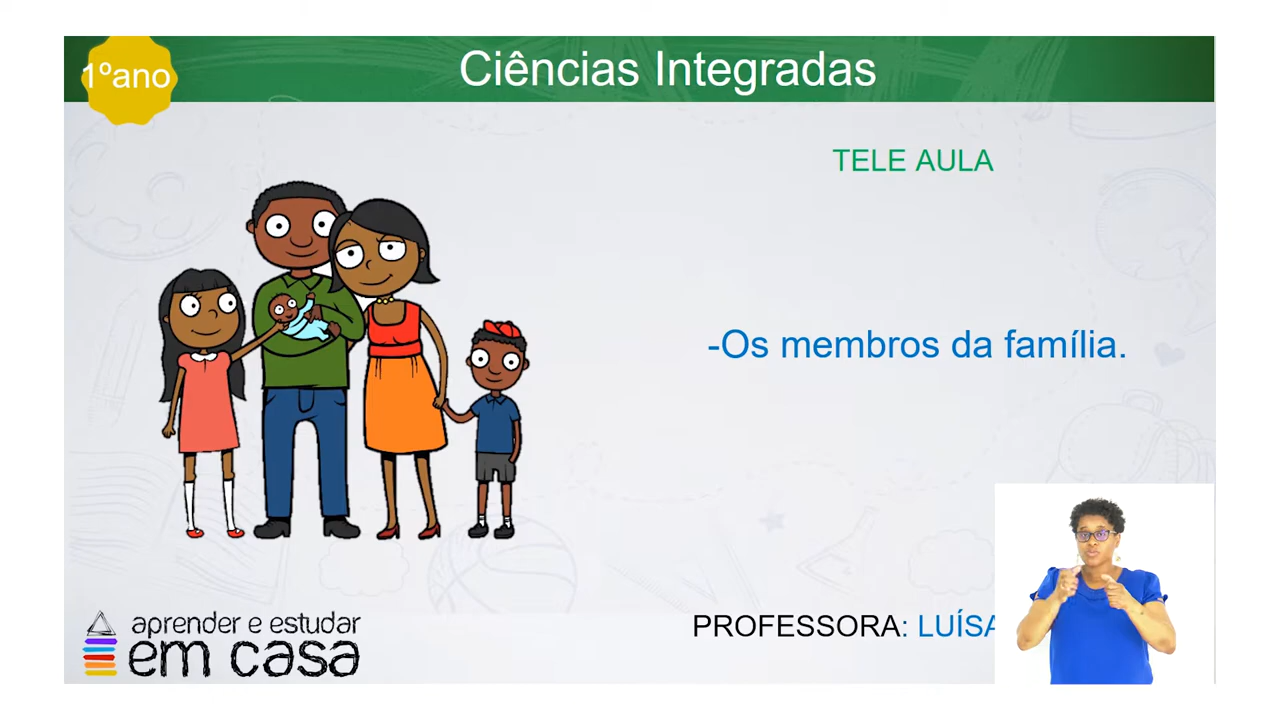 1ºano
Ciências Integradas
TELE AULA
-Os membros da família.
PROFESSORA: LUÍSA
aprender e estudar
em casa